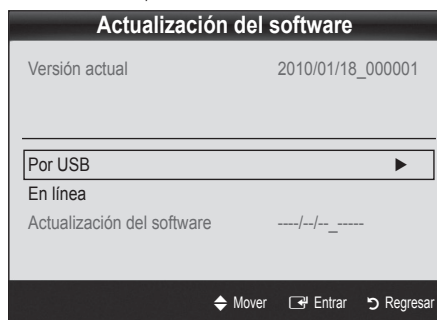 Actualización del software
Versión actual 2010/01/18_000001
Por USB
En línea
Actualización del software ----/--/--_-----
Mover Entrar Regresar